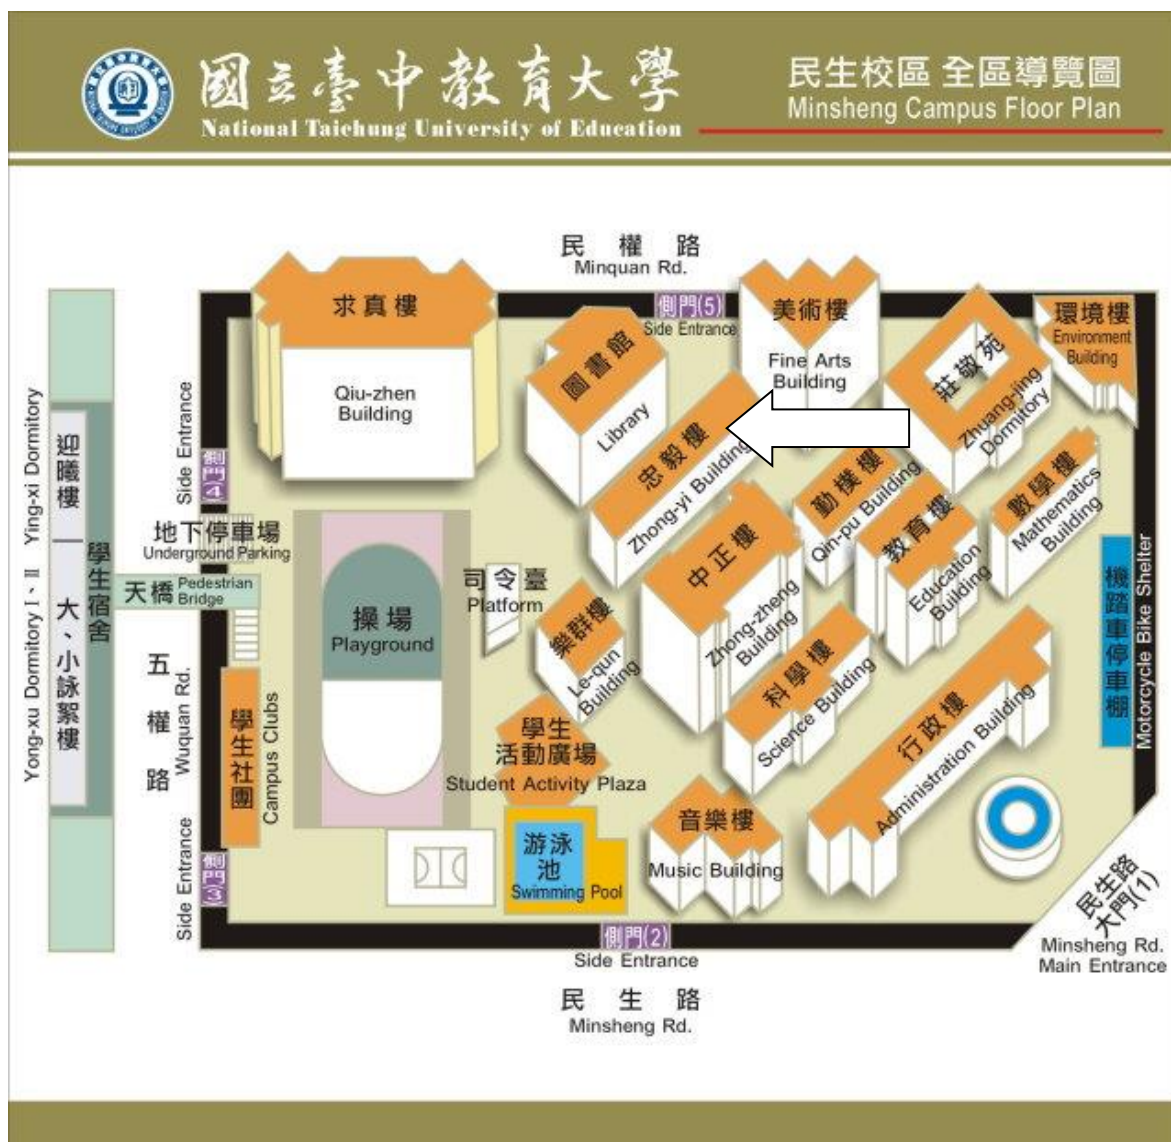 國立臺中教育大學
National Taichung University of Education
民生校區 全區導覽圖
Minsheng Campus Floor Plan
民權路
Minquan Rd.
側門(5)
Side Entrance
求真樓
Qiu-zhen
Building
圖書館
Library
美術樓
Fine Arts
Building
莊敬苑
Zhuang-jing
Dormitory
環境樓
Environment
Building
忠毅樓
Zhong-yi Building
勤樸樓
Qin-pu Building
教育樓
Education
Building
數學樓
Mathematics
Building
中正樓
Zhong-zheng
Building
Side Entrance
側門(4)
地下停車場
Underground Parking
天橋
Pedestrian
Bridge
迎曦樓
Ying-xi Dormitory
學生宿舍
大、小詠絮樓
Yong-xu Dormitory I、II
五權路
Wuquan Rd.
操場
Playground
司令臺
Platform
樂群樓
Le-qun
Building
科學樓
Science Building
行政樓
Administration Building
機踏車停車棚
Motorcycle Bike Shelter
學生社團
Campus Clubs
學生
活動廣場
Student Activity Plaza
游泳
池
Swimming Pool
音樂樓
Music Building
Side Entrance
側門(3)
側門(2)
Side Entrance
民生路
大門(1)
Minsheng Rd.
Main Entrance
民生路
Minsheng Rd.